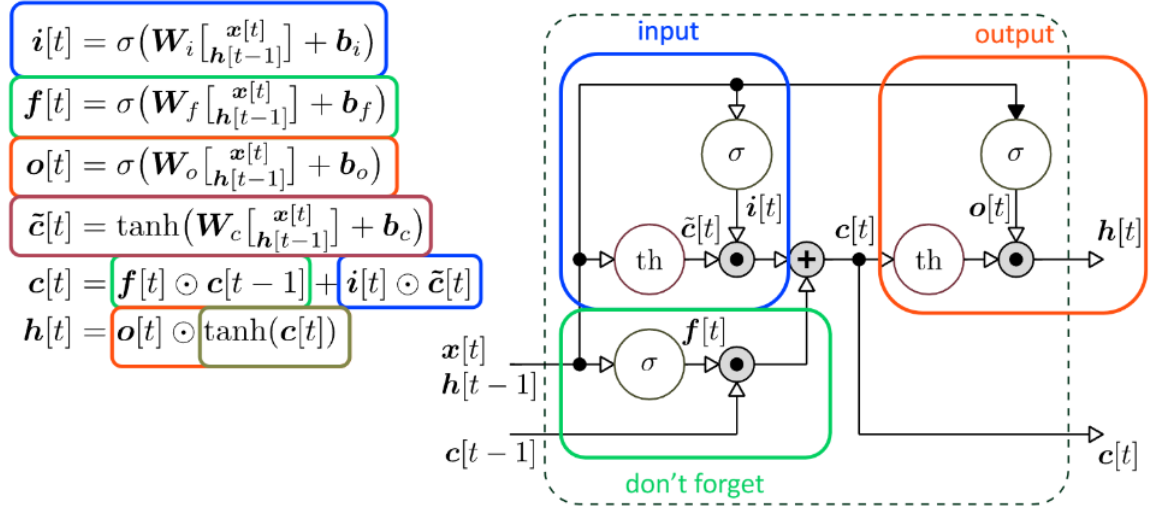 i[t] = σ(W_i [x[t] h[t−1]] + b_i)
f[t] = σ(W_f [x[t] h[t−1]] + b_f)
o[t] = σ(W_o [x[t] h[t−1]] + b_o)
c̃[t] = tanh(W_c [x[t] h[t−1]] + b_c)
c[t] = f[t] ⊙ c[t − 1] + i[t] ⊙ c̃[t]
h[t] = o[t] ⊙ tanh(c[t])
input
output
σ
σ
i[t]
o[t]
c̃[t]
c[t]
h[t]
th
+
th
f[t]
x[t]
h[t − 1]
σ
c[t − 1]
c[t]
don't forget